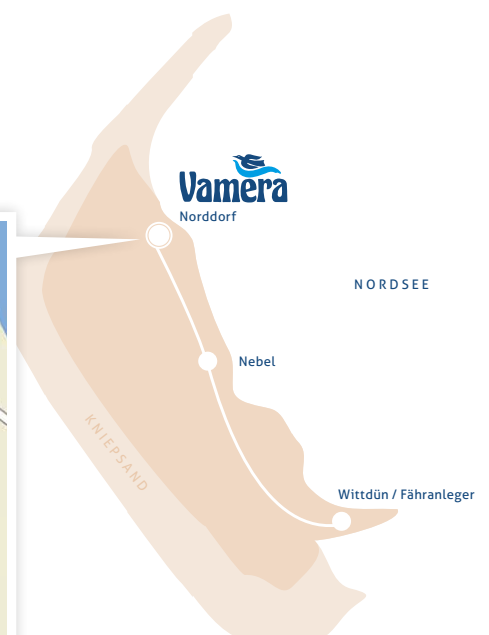 Vamera
Norddorf
NORDSEE
Nebel
KNIEPSAND
Wittdün / Fähranleger